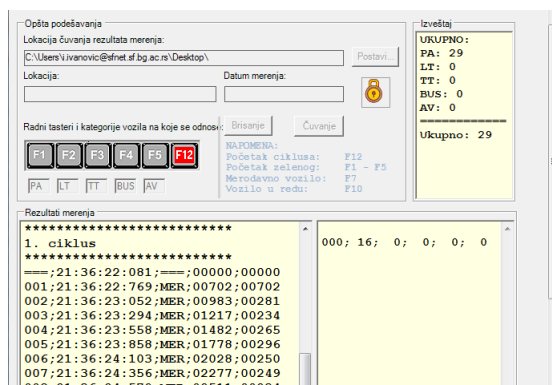 Opšta podešavanja
Lokacija čuvanja rezultata merenja:
C:\Users\i.ivanovic@sfnet.sf.bg.ac.rs\Desktop\
Postavi...
Lokacija:
Datum merenja:
Radni tasteri i kategorije vozila na koje se odnose:
Brisanje
Čuvanje
F1 F2 F3 F4 F5 F12
PA LT TT BUS AV
NAPOMENA:
Početak ciklusa: F12
Početak zelenog: F1 - F5
Merodavno vozilo: F7
Vozilo u redu: F10
Izveštaj
UKUPNO:
PA: 29
LT: 0
TT: 0
BUS: 0
AV: 0
============
Ukupno: 29
Rezultati merenja
**************************
1. ciklus
**************************
===;21:36:22:081;===;00000;00000
001;21:36:22:769;MER;00702;00702
002;21:36:23:052;MER;00983;00281
003;21:36:23:294;MER;01217;00234
004;21:36:23:558;MER;01482;00265
005;21:36:23:858;MER;01778;00296
006;21:36:24:103;MER;02028;00250
007;21:36:24:356;MER;02277;00249
000; 16; 0; 0; 0; 0